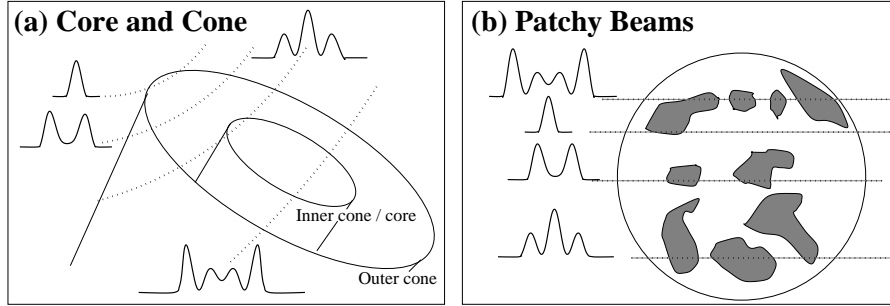 (a) Core and Cone
Inner cone / core
Outer cone
(b) Patchy Beams